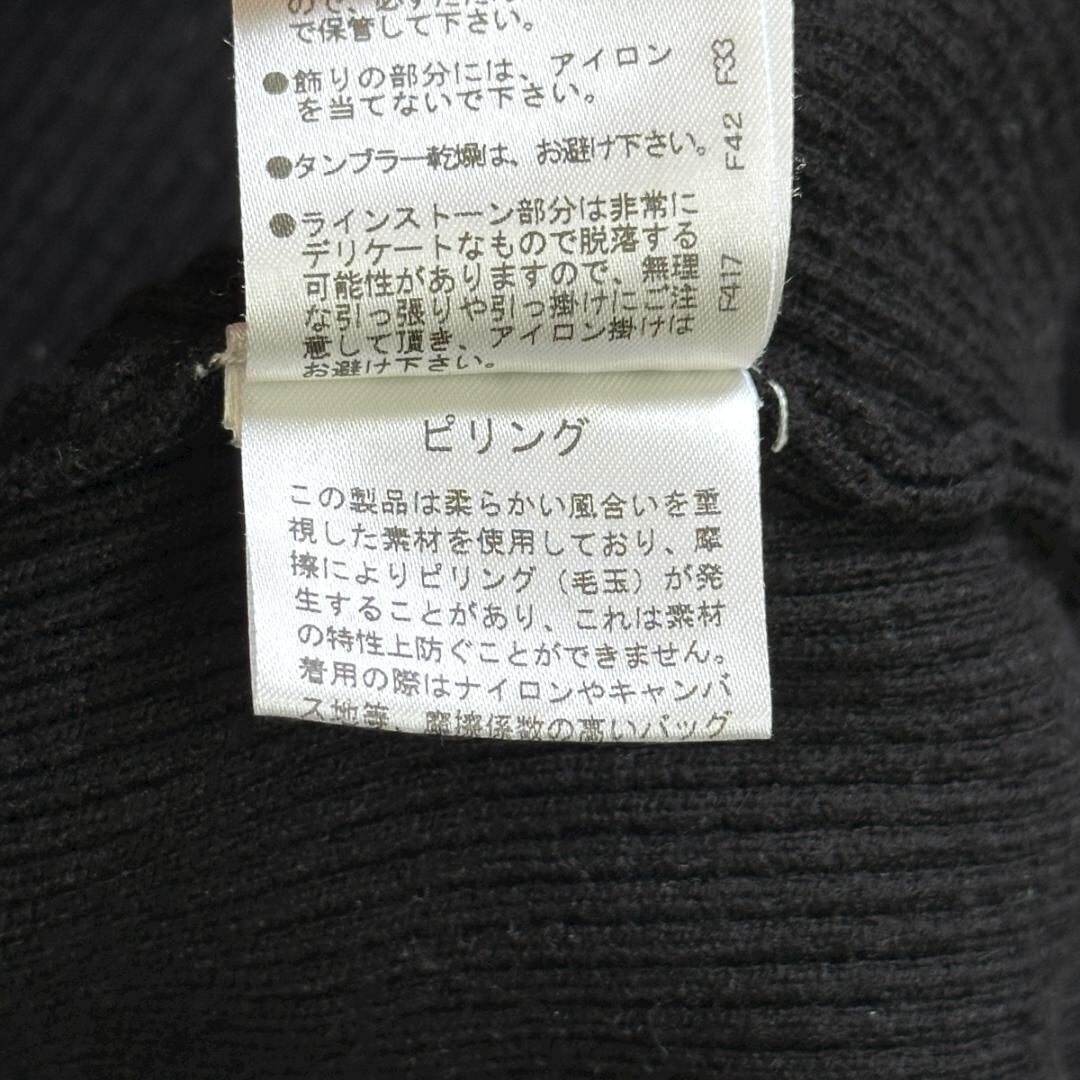 で保管して下さい。
●飾りの部分には、アイロン
を当てないで下さい。
●タンブラー乾燥は、お避け下さい。
●ラインストーン部分は非常に
デリケートなもので脱落する
可能性がありますので、無理
な引っ張りや引っ掛けにご注
意して頂き、アイロン掛けは
お避け下さい。
F33
F42
F417
ピリング
この製品は柔らかい風合いを重
視した素材を使用しており、摩
擦によりピリング（毛玉）が発
生することがあり、これは素材
の特性上防ぐことができません。
着用の際はナイロンやキャンバ
ス地等、摩擦係数の高いバッグ